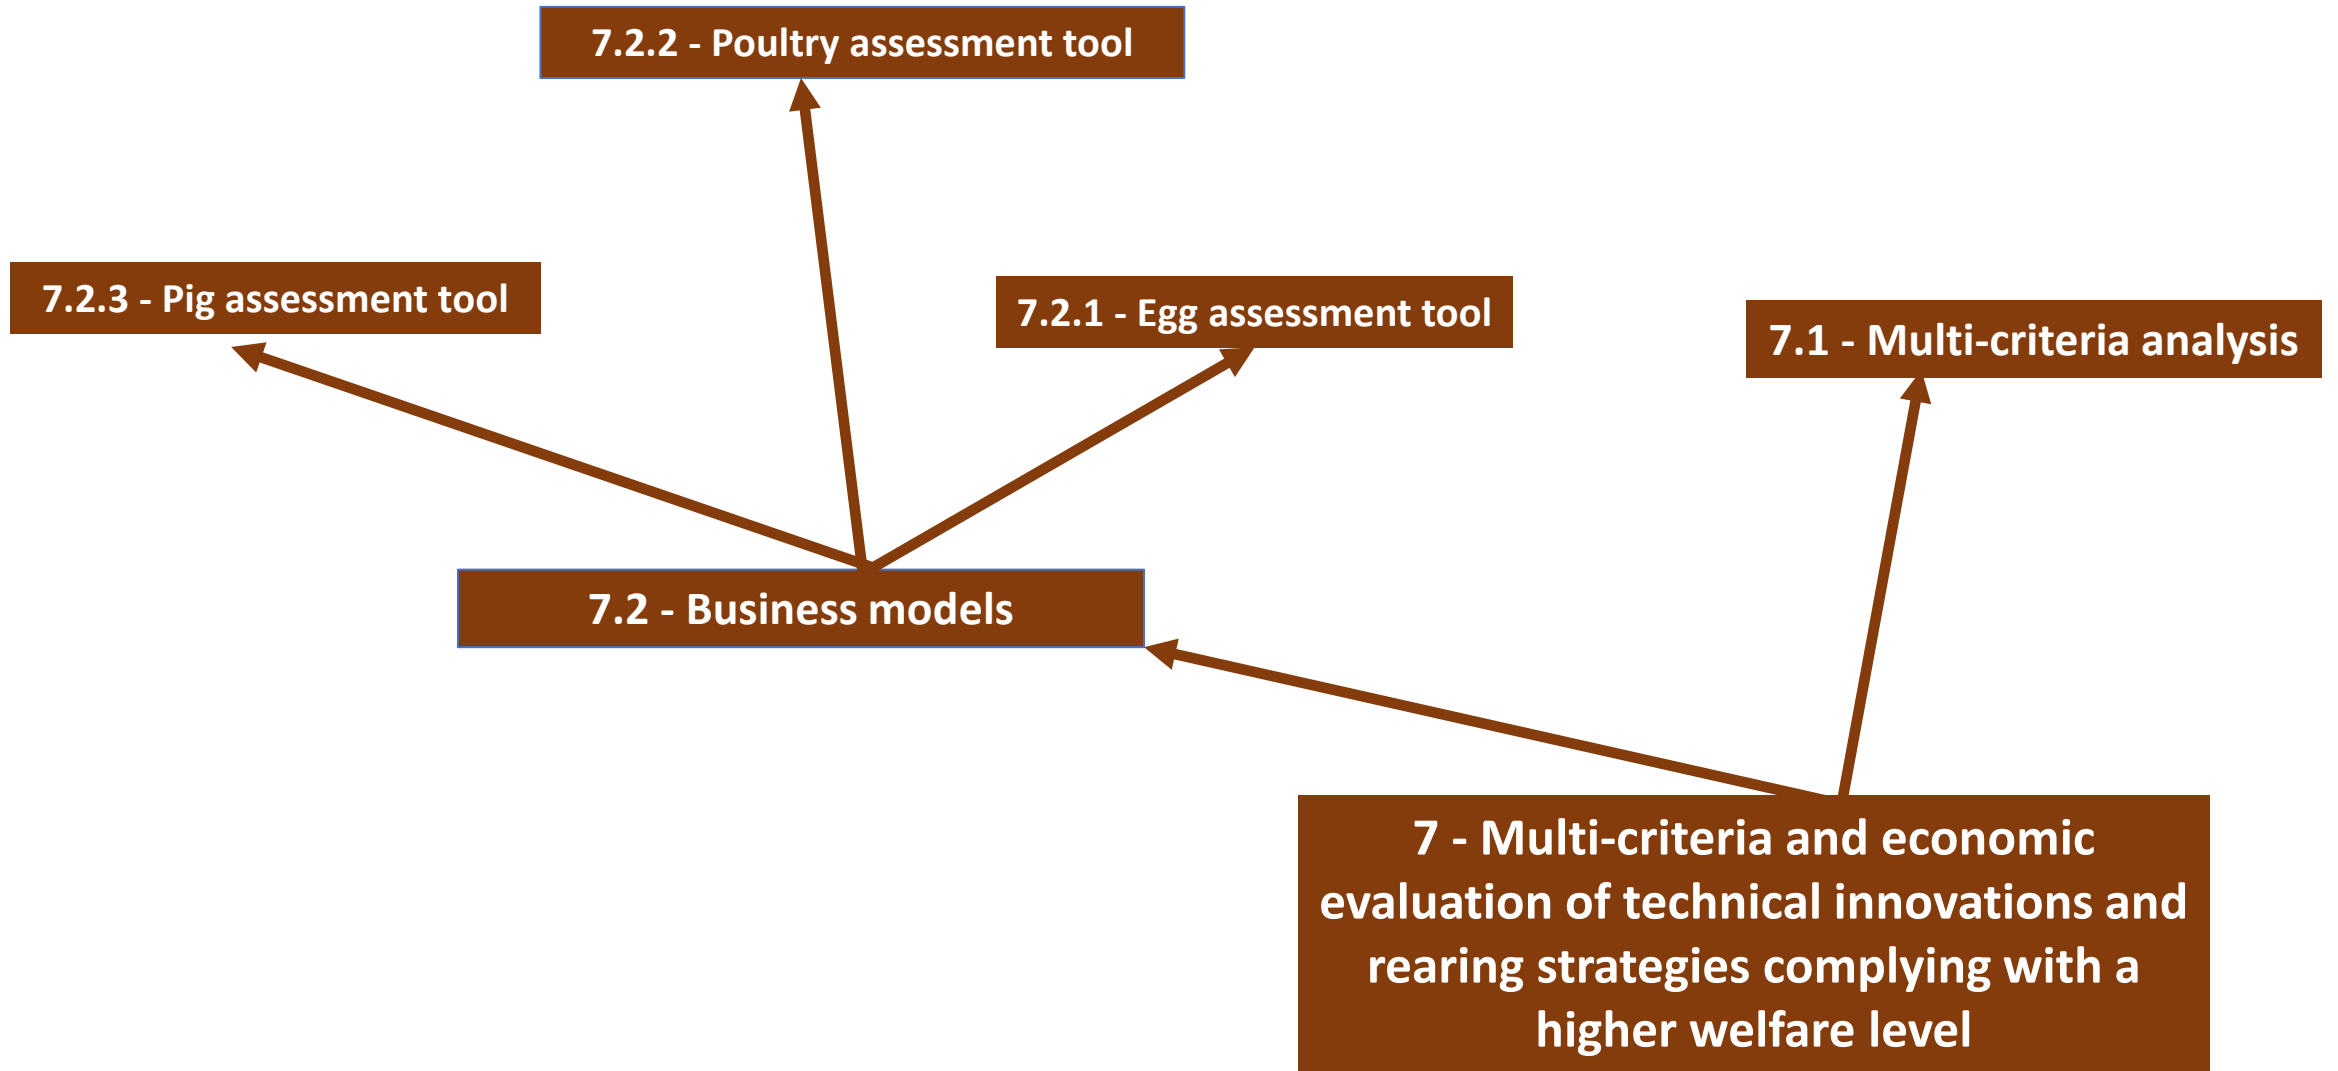 7.2.2 - Poultry assessment tool
7.2.3 - Pig assessment tool
7.2.1 - Egg assessment tool
7.1 - Multi-criteria analysis
7.2 - Business models
7 - Multi-criteria and economic
evaluation of technical innovations and
rearing strategies complying with a
higher welfare level